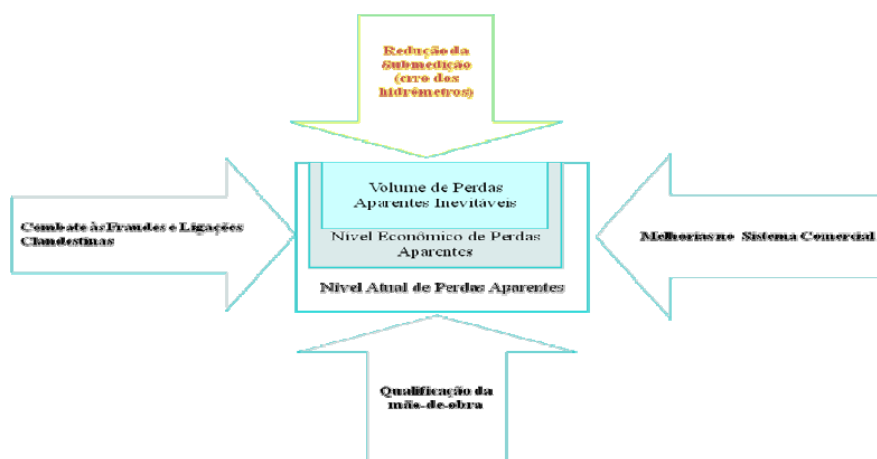 Redução da
Submedição
(erro dos
hidrômetros)
Volume de Perdas
Aparentes Inevitáveis
Combate às Fraudes e Ligações
Clandestinas
Nível Econômico de Perdas
Aparentes
Melhorias no Sistema Comercial
Nível Atual de Perdas Aparentes
Qualificação da
mão-de-obra